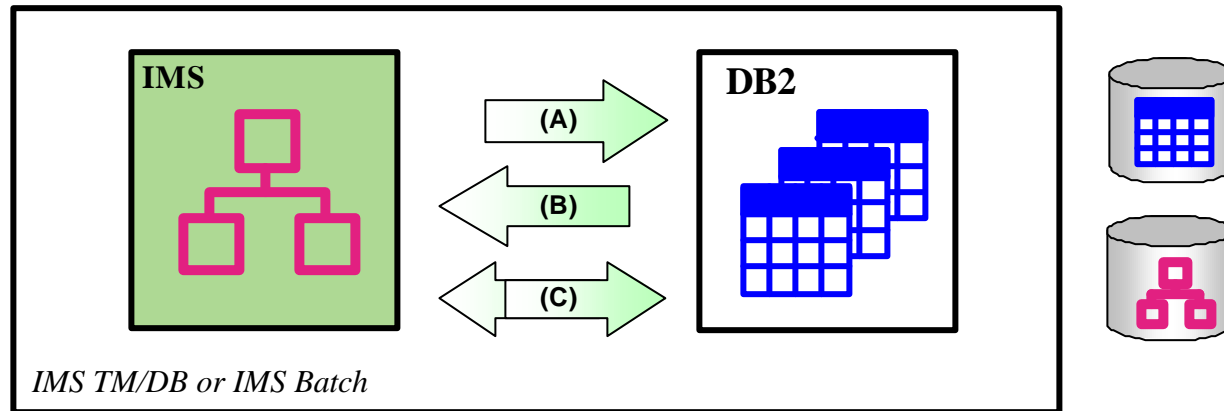 IMS
DB2
(A)
(B)
(C)
IMS TM/DB or IMS Batch